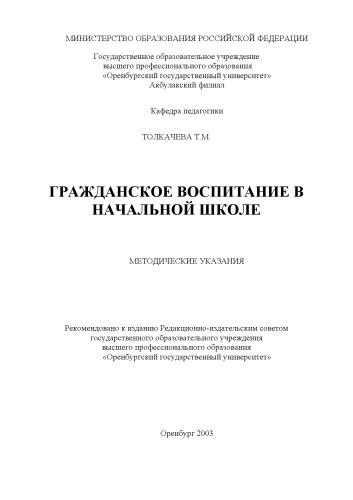 МИНИСТЕРСТВО ОБРАЗОВАНИЯ РОССИЙСКОЙ ФЕДЕРАЦИИ
Государственное образовательное учреждение
высшего профессионального образования
«Оренбургский государственный университет»
Акбулакский филиал
Кафедра педагогики
ТОЛКАЧЕВА Т.М.
ГРАЖДАНСКОЕ ВОСПИТАНИЕ В
НАЧАЛЬНОЙ ШКОЛЕ
МЕТОДИЧЕСКИЕ УКАЗАНИЯ
Рекомендовано к изданию Редакционно-издательским советом
государственного образовательного учреждения
высшего профессионального образования
«Оренбургский государственный университет»
Оренбург 2003